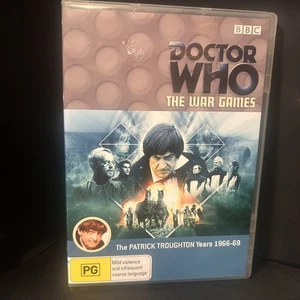 BBC
DOCTOR
WHO
THE WAR GAMES
The PATRICK TROUGHTON Years 1966-69
PG
Mild violence
and infrequent
coarse language